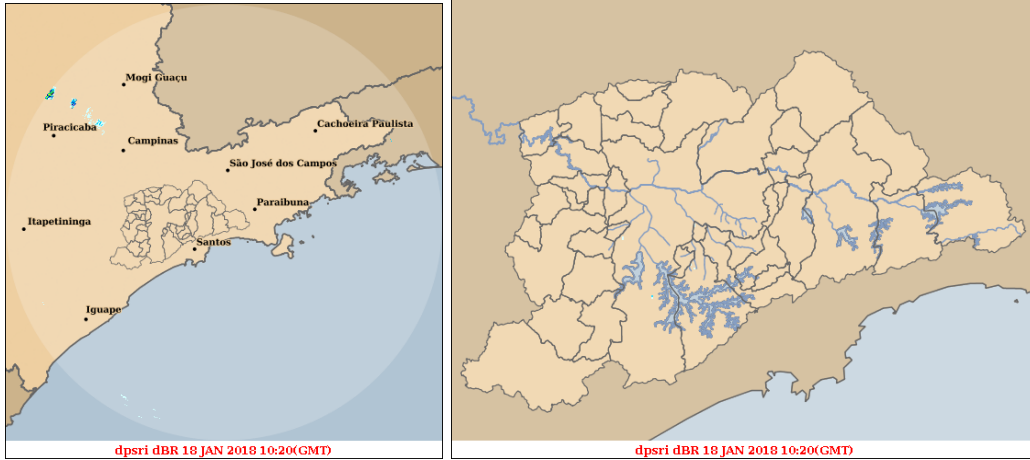 Mogi Guaçu
Piracicaba
Campinas
Cachoeira Paulista
São José dos Campos
Paraibuna
Itapetininga
Santos
Iguape
dpsri dBR 18 JAN 2018 10:20(GMT)
dpsri dBR 18 JAN 2018 10:20(GMT)